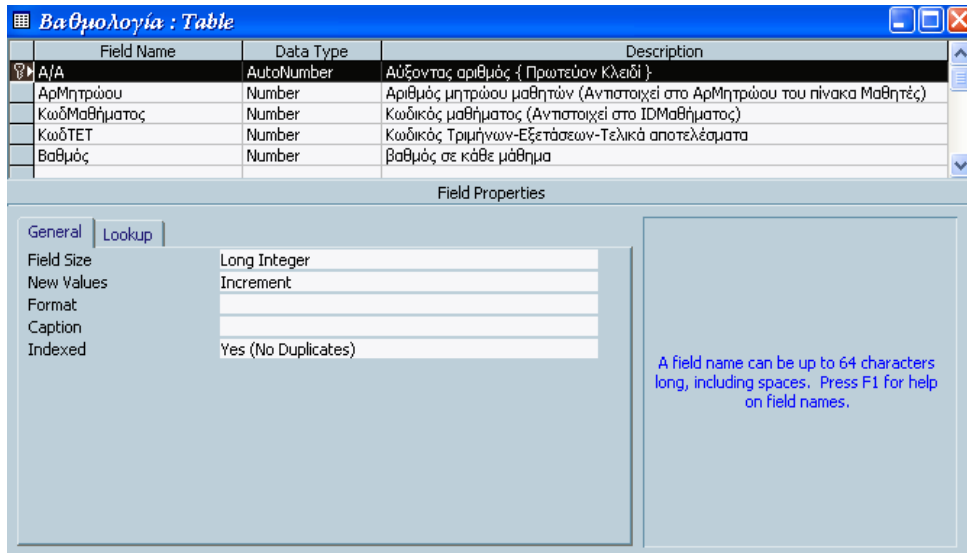 Βαθμολογία : Table
Field Name Data Type Description
Α/Α AutoNumber Αύξοντας αριθμός { Πρωτεύον Κλειδί }
ΑρΜητρώου Number Αριθμός μητρώου μαθητών (Αντιστοιχεί στο ΑρΜητρώου του πίνακα Μαθητές)
ΚωδΜαθήματος Number Κωδικός μαθήματος (Αντιστοιχεί στο IDΜαθήματος)
ΚωδΤΕΤ Number Κωδικός Τριμήνων-Εξετάσεων-Τελικά αποτελέσματα
Βαθμός Number βαθμός σε κάθε μάθημα
Field Properties
General Lookup
Field Size Long Integer
New Values Increment
Format
Caption
Indexed Yes (No Duplicates)
A field name can be up to 64 characters
long, including spaces. Press F1 for help
on field names.